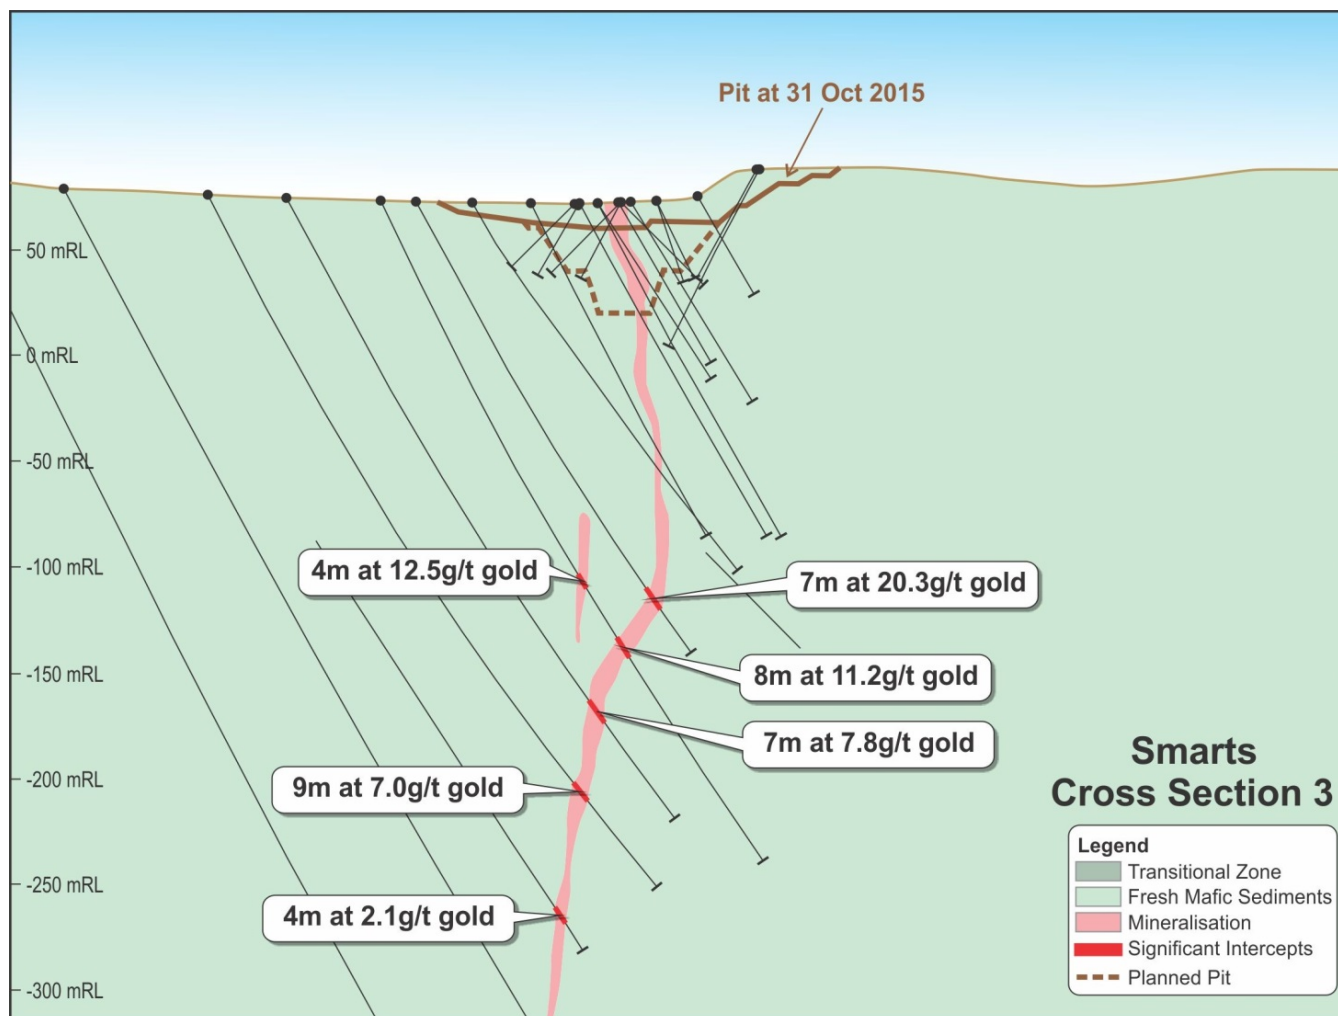 Pit at 31 Oct 2015
50 mRL
0 mRL
-50 mRL
-100 mRL
-150 mRL
-200 mRL
-250 mRL
-300 mRL
4m at 12.5g/t gold
7m at 20.3g/t gold
8m at 11.2g/t gold
7m at 7.8g/t gold
9m at 7.0g/t gold
4m at 2.1g/t gold
Smarts
Cross Section 3
Legend
Transitional Zone
Fresh Mafic Sediments
Mineralisation
Significant Intercepts
Planned Pit